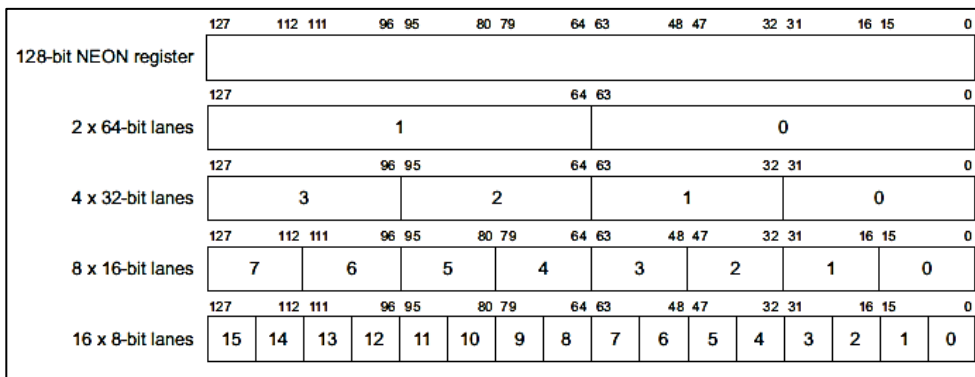 127 112 111 96 95 80 79 64 63 48 47 32 31 16 15 0
128-bit NEON register
127 64 63 0
2 x 64-bit lanes 1 0
127 96 95 64 63 32 31 0
4 x 32-bit lanes 3 2 1 0
127 112 111 96 95 80 79 64 63 48 47 32 31 16 15 0
8 x 16-bit lanes 7 6 5 4 3 2 1 0
127 112 111 96 95 80 79 64 63 48 47 32 31 16 15 0
16 x 8-bit lanes 15 14 13 12 11 10 9 8 7 6 5 4 3 2 1 0